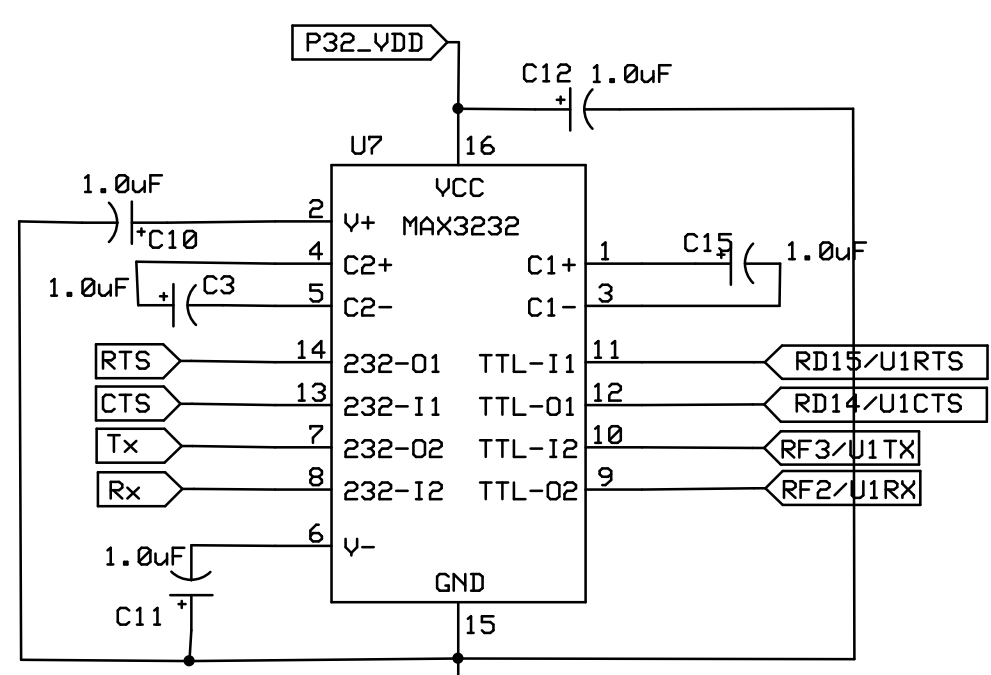 P32_VDD
C12 1.0uF
+
U7
16
1.0uF
VCC
2
V+
MAX3232
+
C10
C15
+
1.0uF
4
C2+
C1+
1
1.0uF
+
C3
5
C2-
C1-
3
RTS
14
232-O1
TTL-I1
11
RD15/U1RTS
CTS
13
232-I1
TTL-O1
12
RD14/U1CTS
Tx
7
232-O2
TTL-I2
10
RF3/U1TX
Rx
8
232-I2
TTL-O2
9
RF2/U1RX
6
V-
1.0uF
GND
+
C11
15